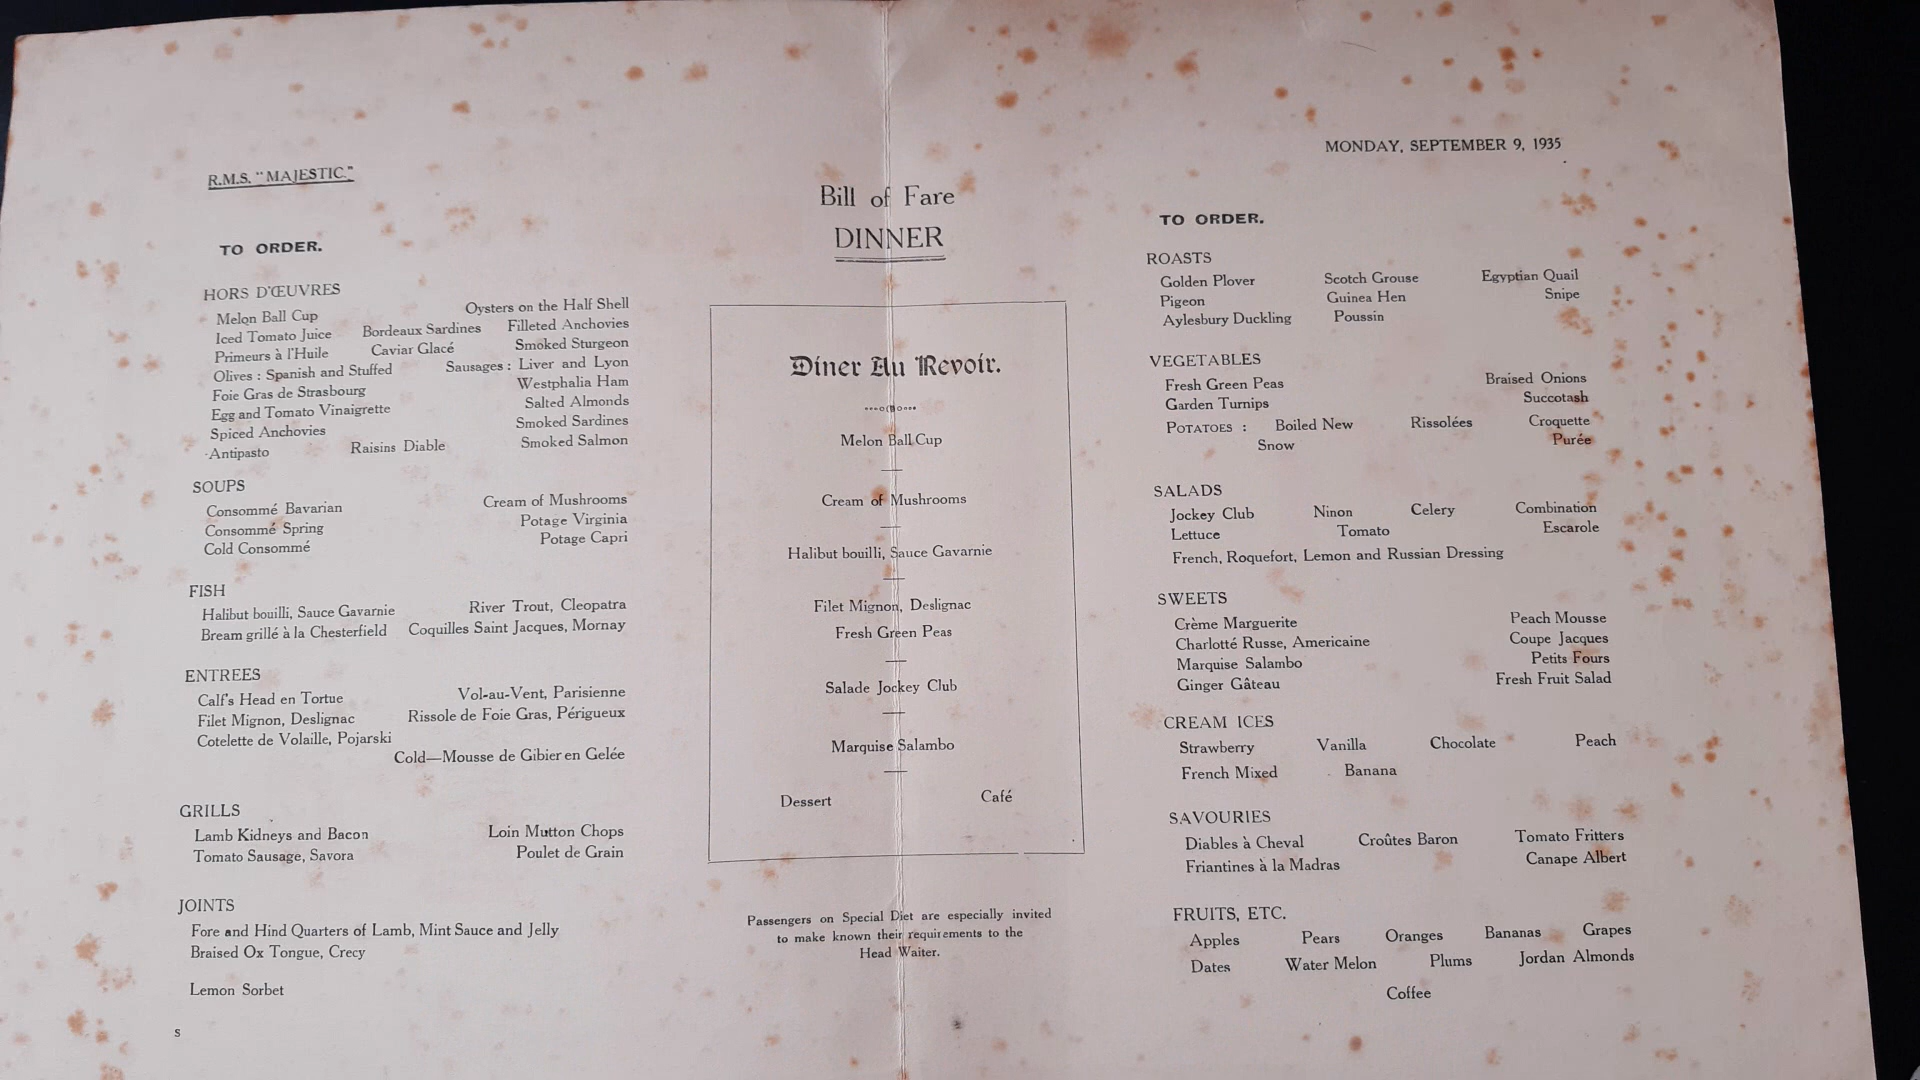 R.M.S. "MAJESTIC."
TO ORDER.
HORS D'ŒUVRES
Melon Ball Cup Oysters on the Half Shell
Iced Tomato Juice Bordeaux Sardines Filleted Anchovies
Primeurs à l'Huile Caviar Glacé Smoked Sturgeon
Olives : Spanish and Stuffed Sausages : Liver and Lyon
Foie Gras de Strasbourg Westphalia Ham
Egg and Tomato Vinaigrette Salted Almonds
Spiced Anchovies Smoked Sardines
Antipasto Raisins Diable Smoked Salmon
SOUPS
Consommé Bavarian Cream of Mushrooms
Consommé Spring Potage Virginia
Cold Consommé Potage Capri
FISH
Halibut bouilli, Sauce Gavarnie River Trout, Cleopatra
Bream grillé à la Chesterfield Coquilles Saint Jacques, Mornay
ENTREES
Calf's Head en Tortue Vol-au-Vent, Parisienne
Filet Mignon, Deslignac Rissole de Foie Gras, Périgueux
Cotelette de Volaille, Pojarski
Cold—Mousse de Gibier en Gelée
GRILLS
Lamb Kidneys and Bacon Loin Mutton Chops
Tomato Sausage, Savora Poulet de Grain
JOINTS
Fore and Hind Quarters of Lamb, Mint Sauce and Jelly
Braised Ox Tongue, Crecy
Lemon Sorbet
S
Bill of Fare
DINNER
Diner Au Revoir.
Melon Ball Cup
Cream of Mushrooms
Halibut bouilli, Sauce Gavarnie
Filet Mignon, Deslignac
Fresh Green Peas
Salade Jockey Club
Marquise Salambo
Dessert Café
Passengers on Special Diet are especially invited
to make known their requirements to the
Head Waiter.
MONDAY, SEPTEMBER 9, 1935
TO ORDER.
ROASTS
Golden Plover Scotch Grouse Egyptian Quail
Pigeon Guinea Hen Snipe
Aylesbury Duckling Poussin
VEGETABLES
Fresh Green Peas Braised Onions
Garden Turnips Succotash
POTATOES : Boiled New Rissolées Croquette
Snow Purée
SALADS
Jockey Club Ninon Celery Combination
Lettuce Tomato Escarole
French, Roquefort, Lemon and Russian Dressing
SWEETS
Crème Marguerite Peach Mousse
Charlotté Russe, Americaine Coupe Jacques
Marquise Salambo Petits Fours
Ginger Gâteau Fresh Fruit Salad
CREAM ICES
Strawberry Vanilla Chocolate Peach
French Mixed Banana
SAVOURIES
Diables à Cheval Croûtes Baron Tomato Fritters
Friantines à la Madras Canape Albert
FRUITS, ETC.
Apples Pears Oranges Bananas Grapes
Dates Water Melon Plums Jordan Almonds
Coffee